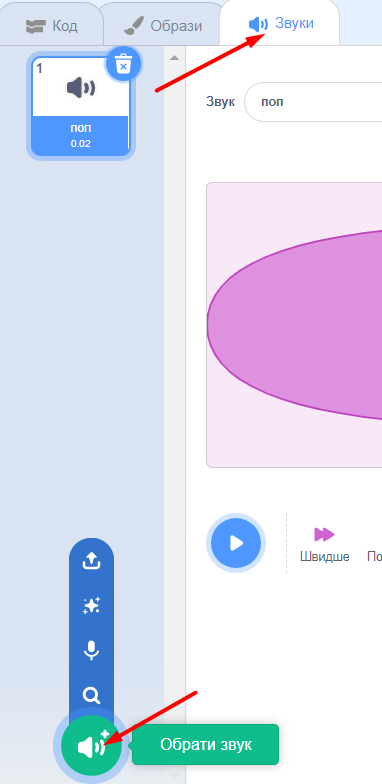 Код
Образи
Звуки
1
поп
0.02
Звук
поп
Швидше
По
Обрати звук